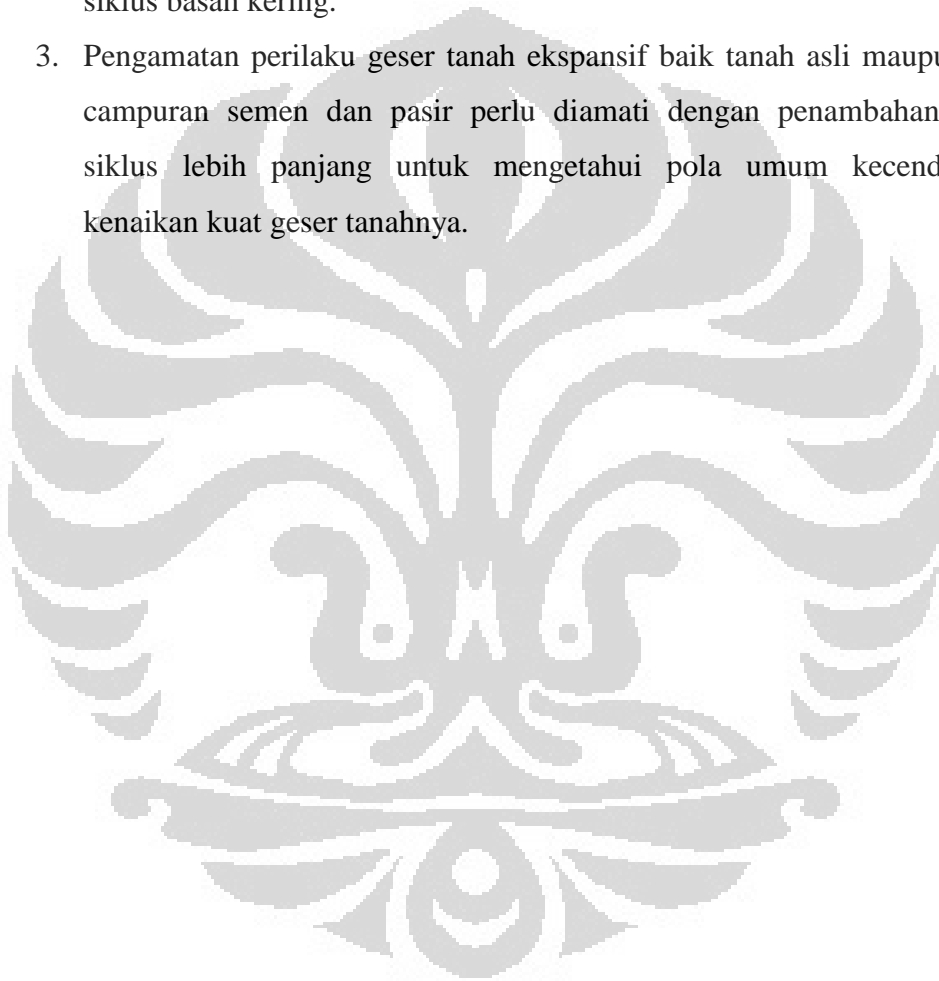 siklus basah kering.
3. Pengamatan perilaku geser tanah ekspansif baik tanah asli maupu
campuran semen dan pasir perlu diamati dengan penambahan
siklus lebih panjang untuk mengetahui pola umum kecend
kenaikan kuat geser tanahnya.